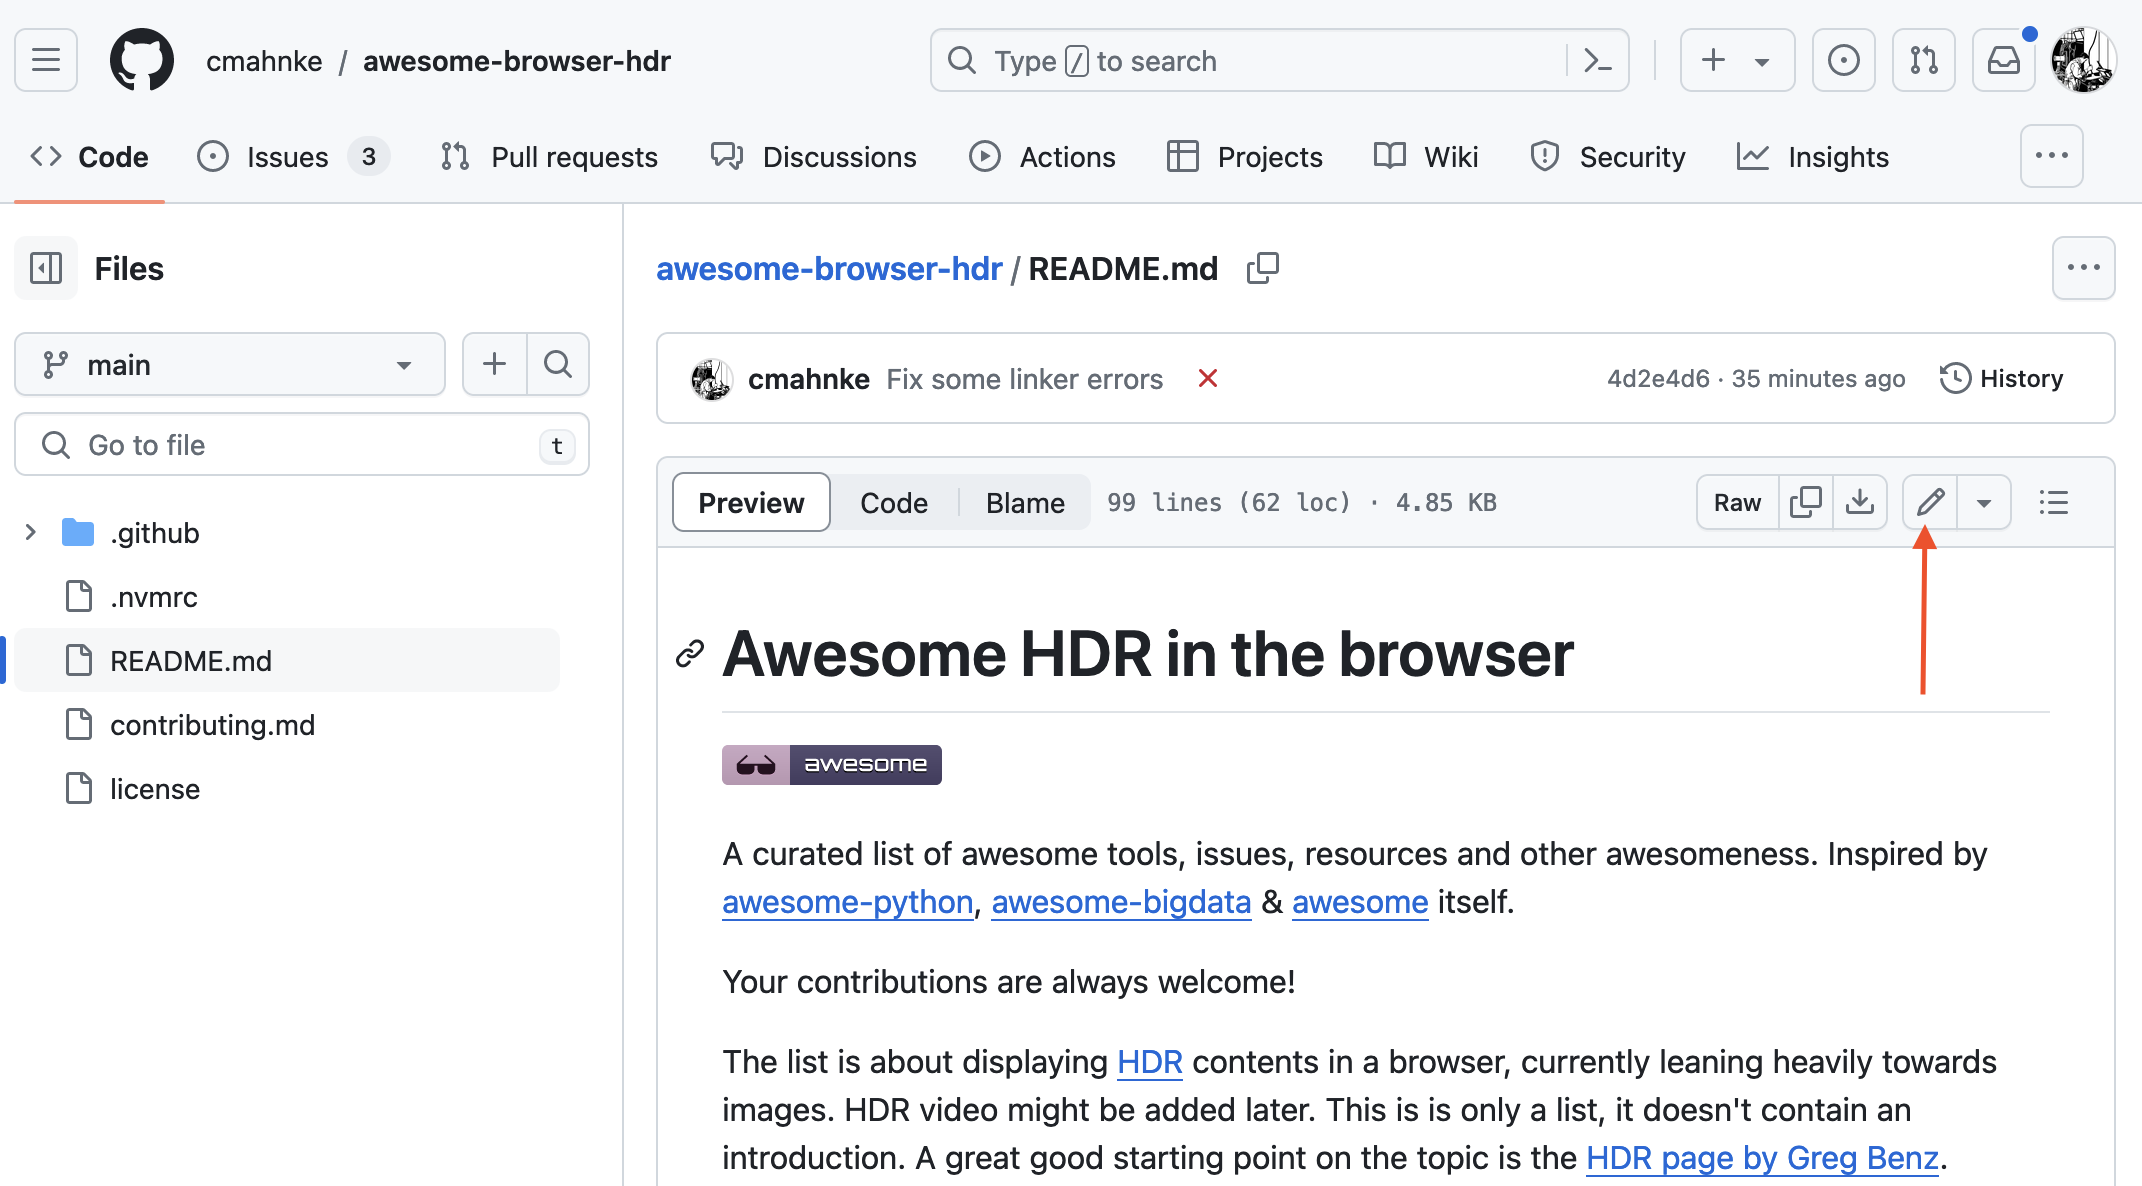 cmahnke / awesome-browser-hdr
Type / to search
Code
Issues 3
Pull requests
Discussions
Actions
Projects
Wiki
Security
Insights
Files
main
Go to file
t
.github
.nvmrc
README.md
contributing.md
license
awesome-browser-hdr / README.md
cmahnke Fix some linker errors
4d2e4d6 · 35 minutes ago
History
Preview
Code
Blame
99 lines (62 loc) · 4.85 KB
Raw
Awesome HDR in the browser
awesome
A curated list of awesome tools, issues, resources and other awesomeness. Inspired by
awesome-python, awesome-bigdata & awesome itself.
Your contributions are always welcome!
The list is about displaying HDR contents in a browser, currently leaning heavily towards
images. HDR video might be added later. This is is only a list, it doesn't contain an
introduction. A great good starting point on the topic is the HDR page by Greg Benz.